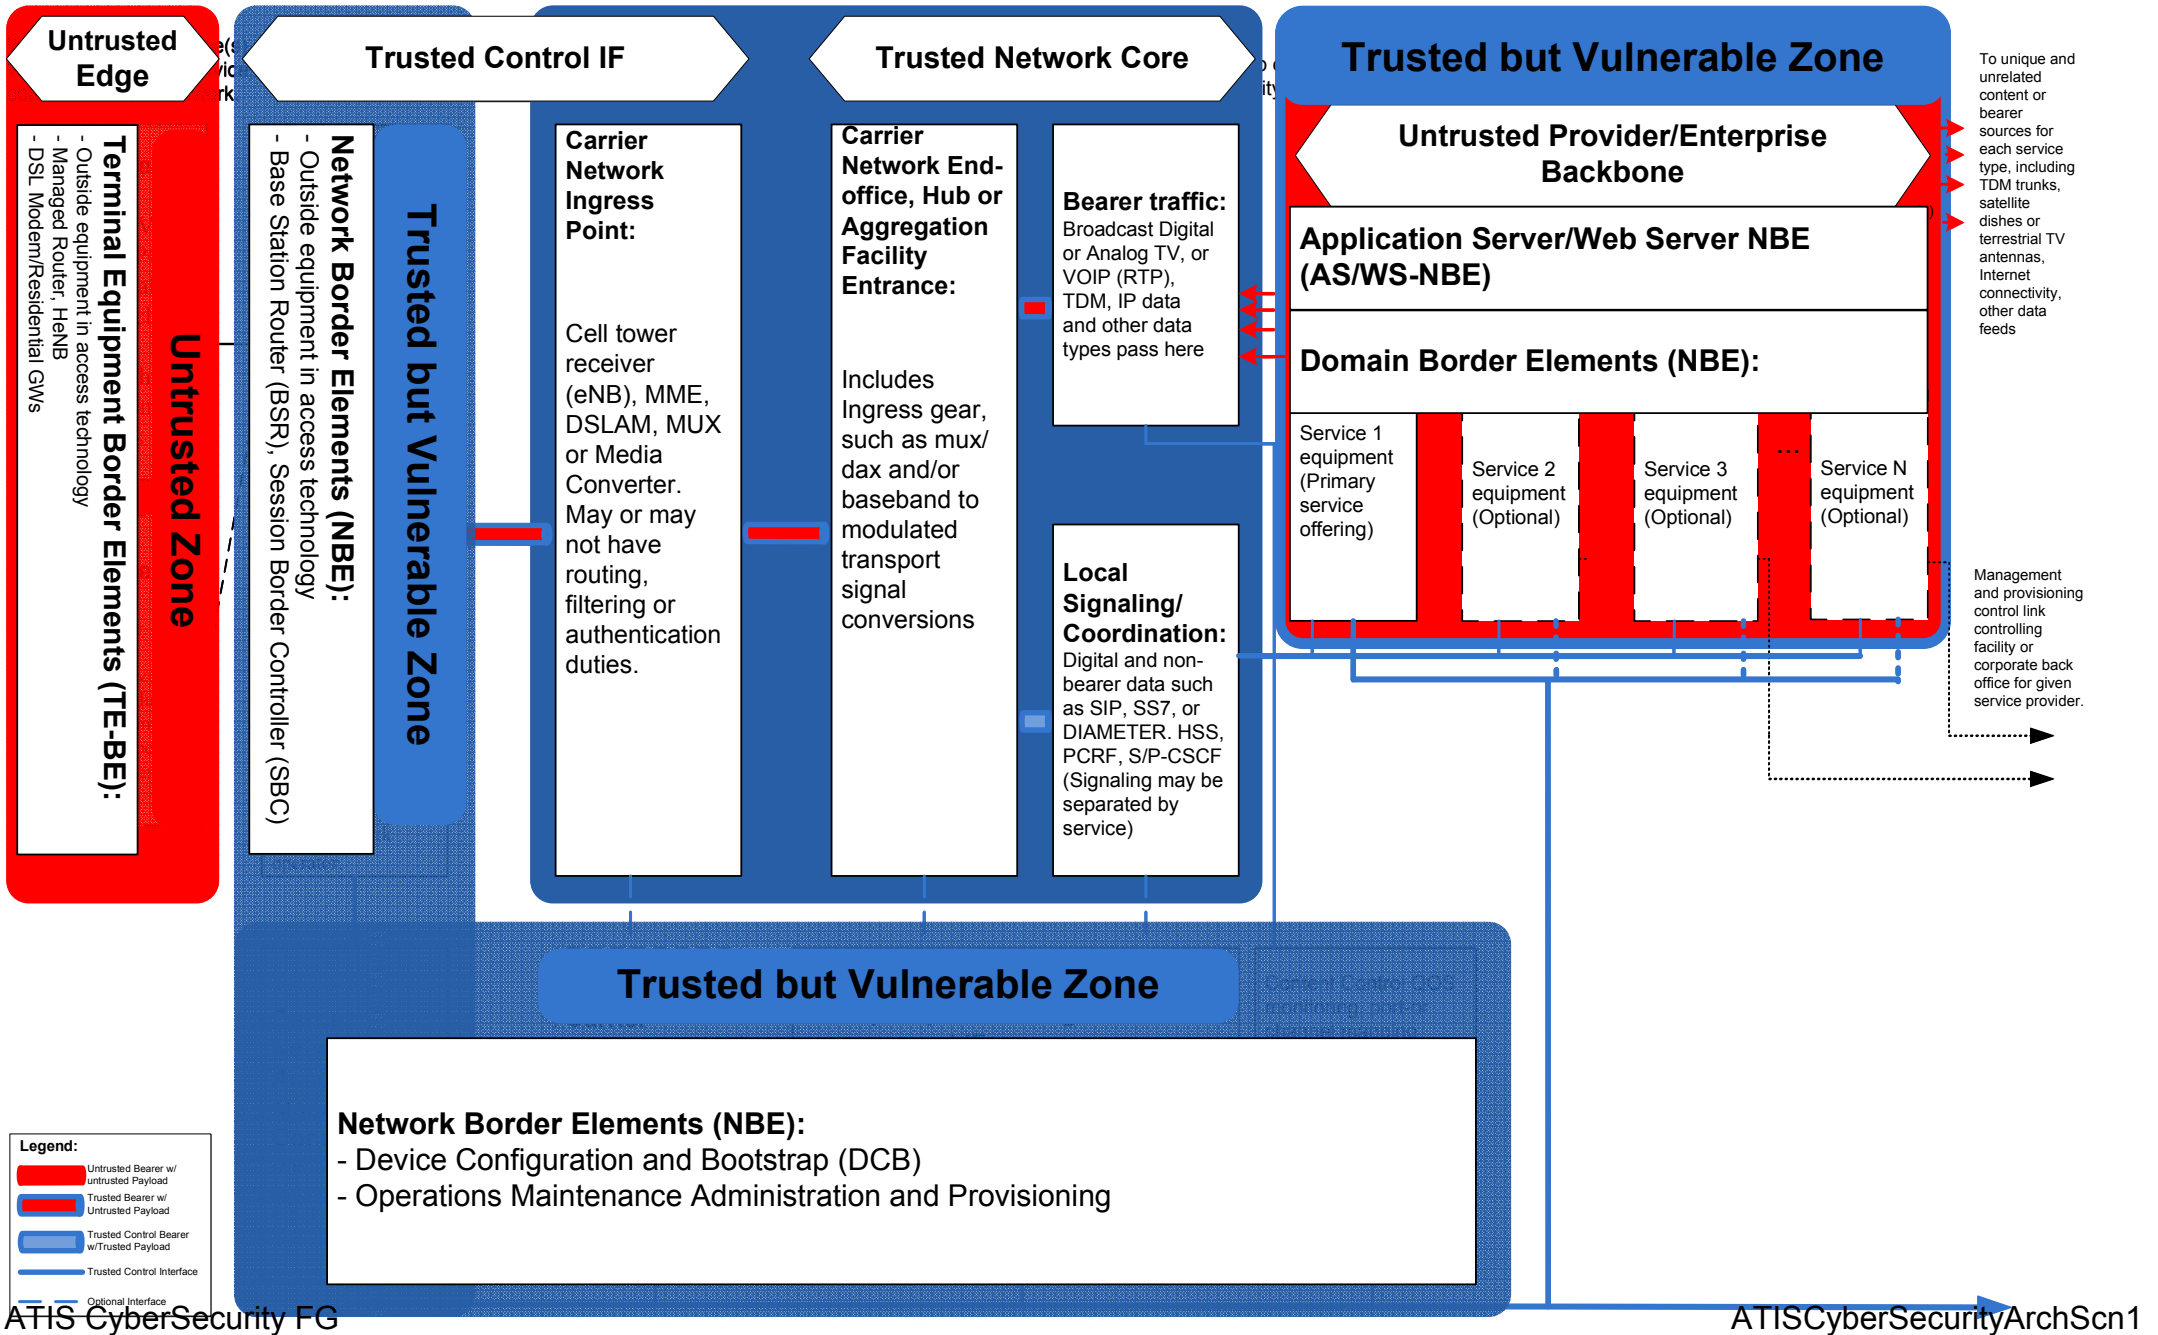 Untrusted
Edge
Trusted Control IF
Trusted Network Core
Trusted but Vulnerable Zone
Untrusted Provider/Enterprise
Backbone
To unique and
unrelated
content or
bearer
sources for
each service
type, including
TDM trunks,
satellite
dishes or
terrestrial TV
antennas,
Internet
connectivity,
other data
feeds
Terminal Equipment Border Elements (TE-BE):
- Outside equipment in access technology
- Managed Router, HeNB
- DSL Modem/Residential GWs
Untrusted Zone
Network Border Elements (NBE):
- Outside equipment in access technology
- Base Station Router (BSR), Session Border Controller (SBC)
Trusted but Vulnerable Zone
Carrier
Network
Ingress
Point:
Cell tower
receiver
(eNB), MME,
DSLAM, MUX
or Media
Converter.
May or may
not have
routing,
filtering or
authentication
duties.
Carrier
Network End-
office, Hub or
Aggregation
Facility
Entrance:
Includes
Ingress gear,
such as mux/
dax and/or
baseband to
modulated
transport
signal
conversions
Bearer traffic:
Broadcast Digital
or Analog TV, or
VOIP (RTP),
TDM, IP data
and other data
types pass here
Local
Signaling/
Coordination:
Digital and non-
bearer data such
as SIP, SS7, or
DIAMETER. HSS,
PCRF, S/P-CSCF
(Signaling may be
separated by
service)
Application Server/Web Server NBE
(AS/WS-NBE)
Domain Border Elements (NBE):
Service 1
equipment
(Primary
service
offering)
Service 2
equipment
(Optional)
Service 3
equipment
(Optional)
...
Service N
equipment
(Optional)
Management
and provisioning
control link
controlling
facility or
corporate back
office for given
service provider.
Trusted but Vulnerable Zone
Content Control QOS
monitoring, port or
channel mapping
Network Border Elements (NBE):
- Device Configuration and Bootstrap (DCB)
- Operations Maintenance Administration and Provisioning
Legend:
Untrusted Bearer w/
untrusted Payload
Trusted Bearer w/
Untrusted Payload
Trusted Control Bearer
w/Trusted Payload
Trusted Control Interface
Optional Interface
ATIS CyberSecurity FG
ATISCyberSecurityArchScn1